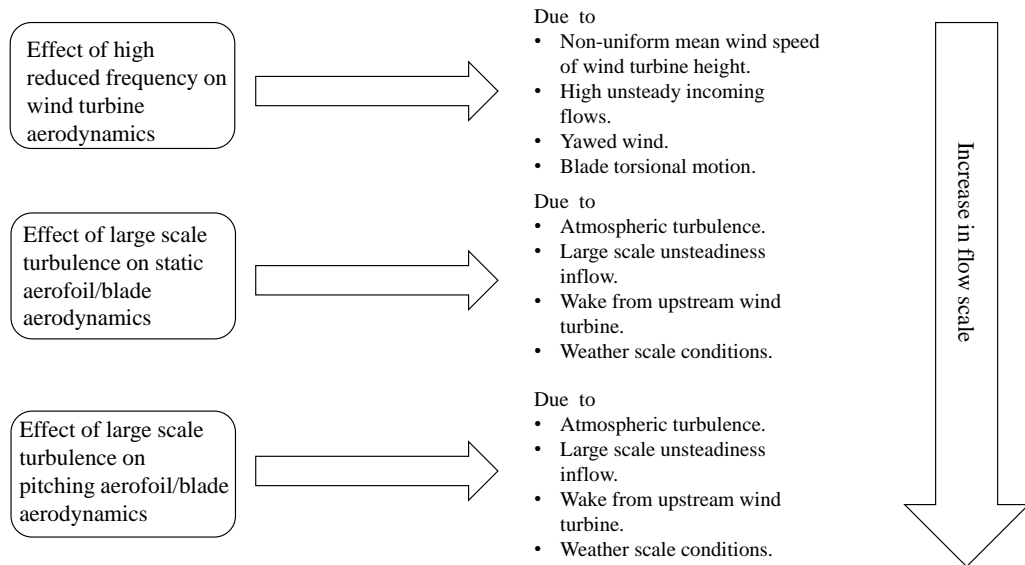 Effect of high
reduced frequency on
wind turbine
aerodynamics
Due to
• Non-uniform mean wind speed
of wind turbine height.
• High unsteady incoming
flows.
• Yawed wind.
• Blade torsional motion.
Effect of large scale
turbulence on static
aerofoil/blade
aerodynamics
Due to
• Atmospheric turbulence.
• Large scale unsteadiness
inflow.
• Wake from upstream wind
turbine.
• Weather scale conditions.
Effect of large scale
turbulence on
pitching aerofoil/blade
aerodynamics
Due to
• Atmospheric turbulence.
• Large scale unsteadiness
inflow.
• Wake from upstream wind
turbine.
• Weather scale conditions.
Increase in flow scale